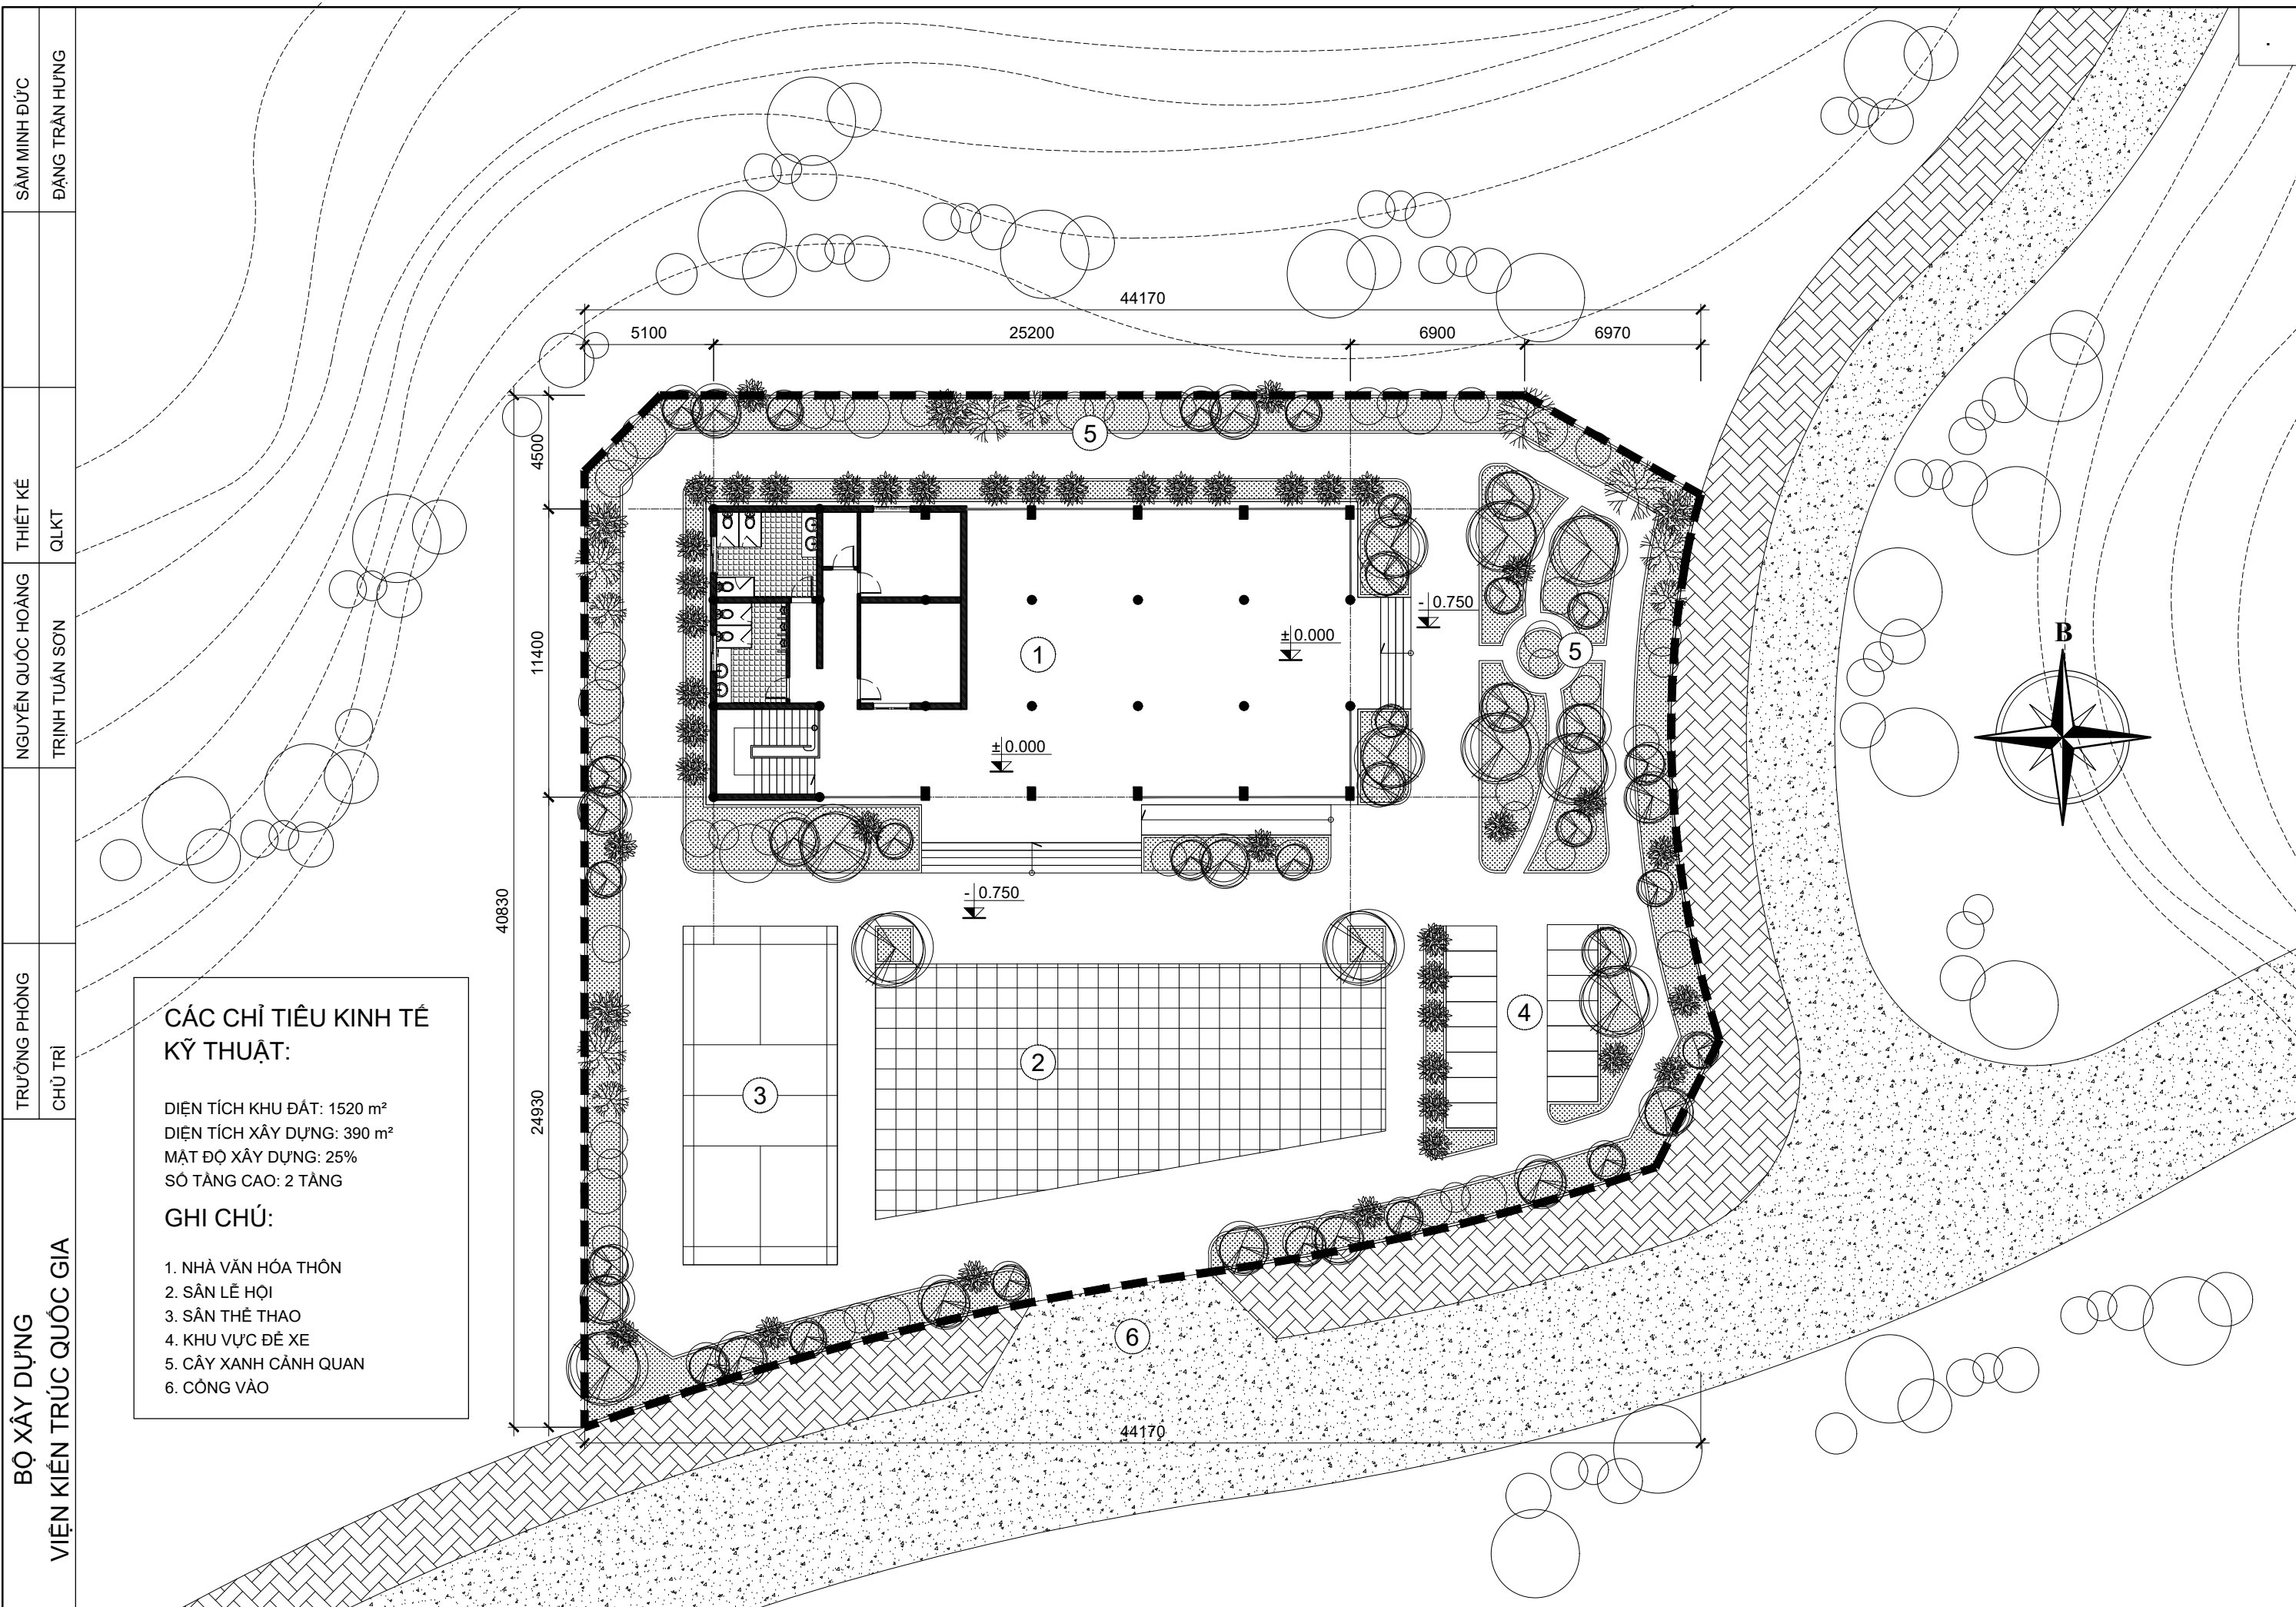 SẦM MINH ĐỨC
ĐẶNG TRẦN HƯNG
THIẾT KẾ
QLKT
NGUYỄN QUỐC HOÀNG
TRỊNH TUẤN SƠN
TRƯỞNG PHÒNG
CHỦ TRÌ
BỘ XÂY DỰNG
VIỆN KIẾN TRÚC QUỐC GIA
44170
5100
25200
6900
6970
4500
11400
40830
24930
5
1
±0.000
-0.750
5
±0.000
-0.750
B
4
2
3
6
44170
CÁC CHỈ TIÊU KINH TẾ
KỸ THUẬT:
DIỆN TÍCH KHU ĐẤT: 1520 m²
DIỆN TÍCH XÂY DỰNG: 390 m²
MẬT ĐỘ XÂY DỰNG: 25%
SỐ TẦNG CAO: 2 TẦNG
GHI CHÚ:
1. NHÀ VĂN HÓA THÔN
2. SÂN LỄ HỘI
3. SÂN THỂ THAO
4. KHU VỰC ĐỂ XE
5. CÂY XANH CẢNH QUAN
6. CỔNG VÀO